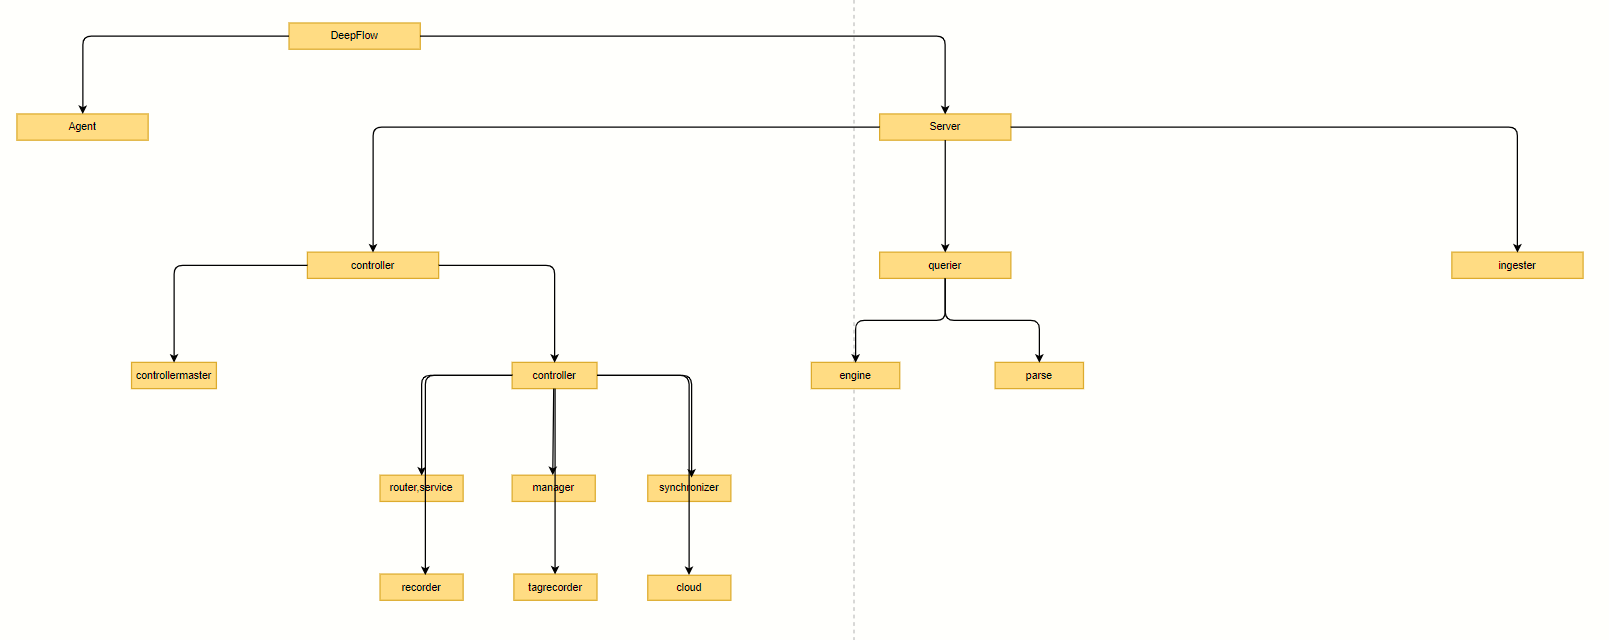 DeepFlow
Agent
Server
controller
querier
ingester
controllermaster
controller
engine
parse
router,service
manager
synchronizer
recorder
tagrecorder
cloud